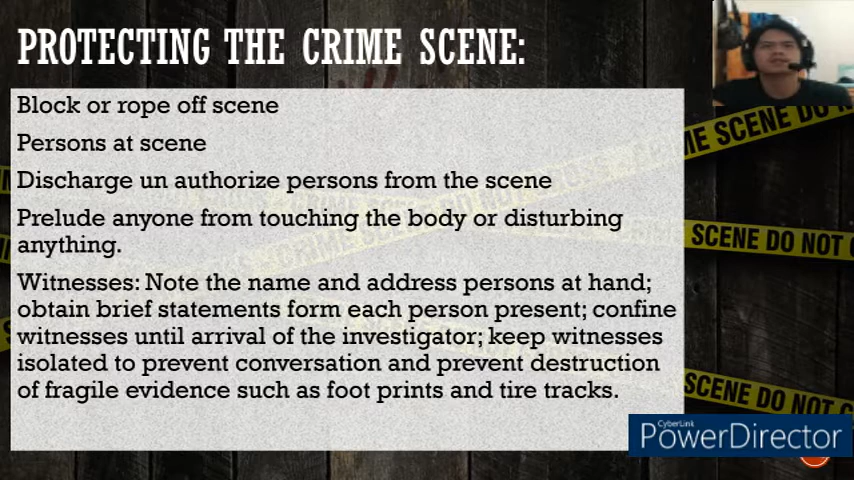 PROTECTING THE CRIME SCENE:
Block or rope off scene
Persons at scene
Discharge un authorize persons from the scene
Prelude anyone from touching the body or disturbing
anything.
Witnesses: Note the name and address persons at hand;
obtain brief statements form each person present; confine
witnesses until arrival of the investigator; keep witnesses
isolated to prevent conversation and prevent destruction
of fragile evidence such as foot prints and tire tracks.
SCENE DO NOT
SCENE DO NOT
SCENE DO NOT
CyberLink
PowerDirector